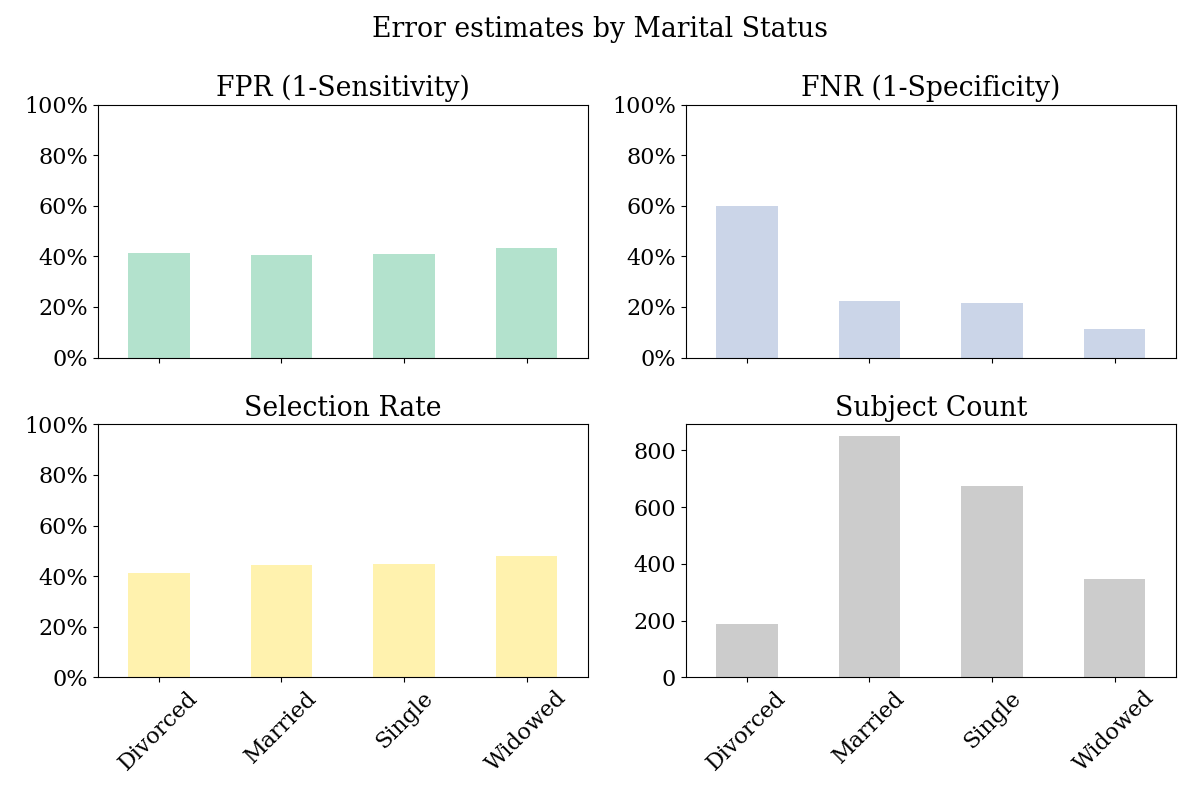 Error estimates by Marital Status
FPR (1-Sensitivity)
100%
80%
60%
40%
20%
0%
FNR (1-Specificity)
100%
80%
60%
40%
20%
0%
Selection Rate
100%
80%
60%
40%
20%
0%
Divorced
Married
Single
Widowed
Subject Count
800
600
400
200
0
Divorced
Married
Single
Widowed